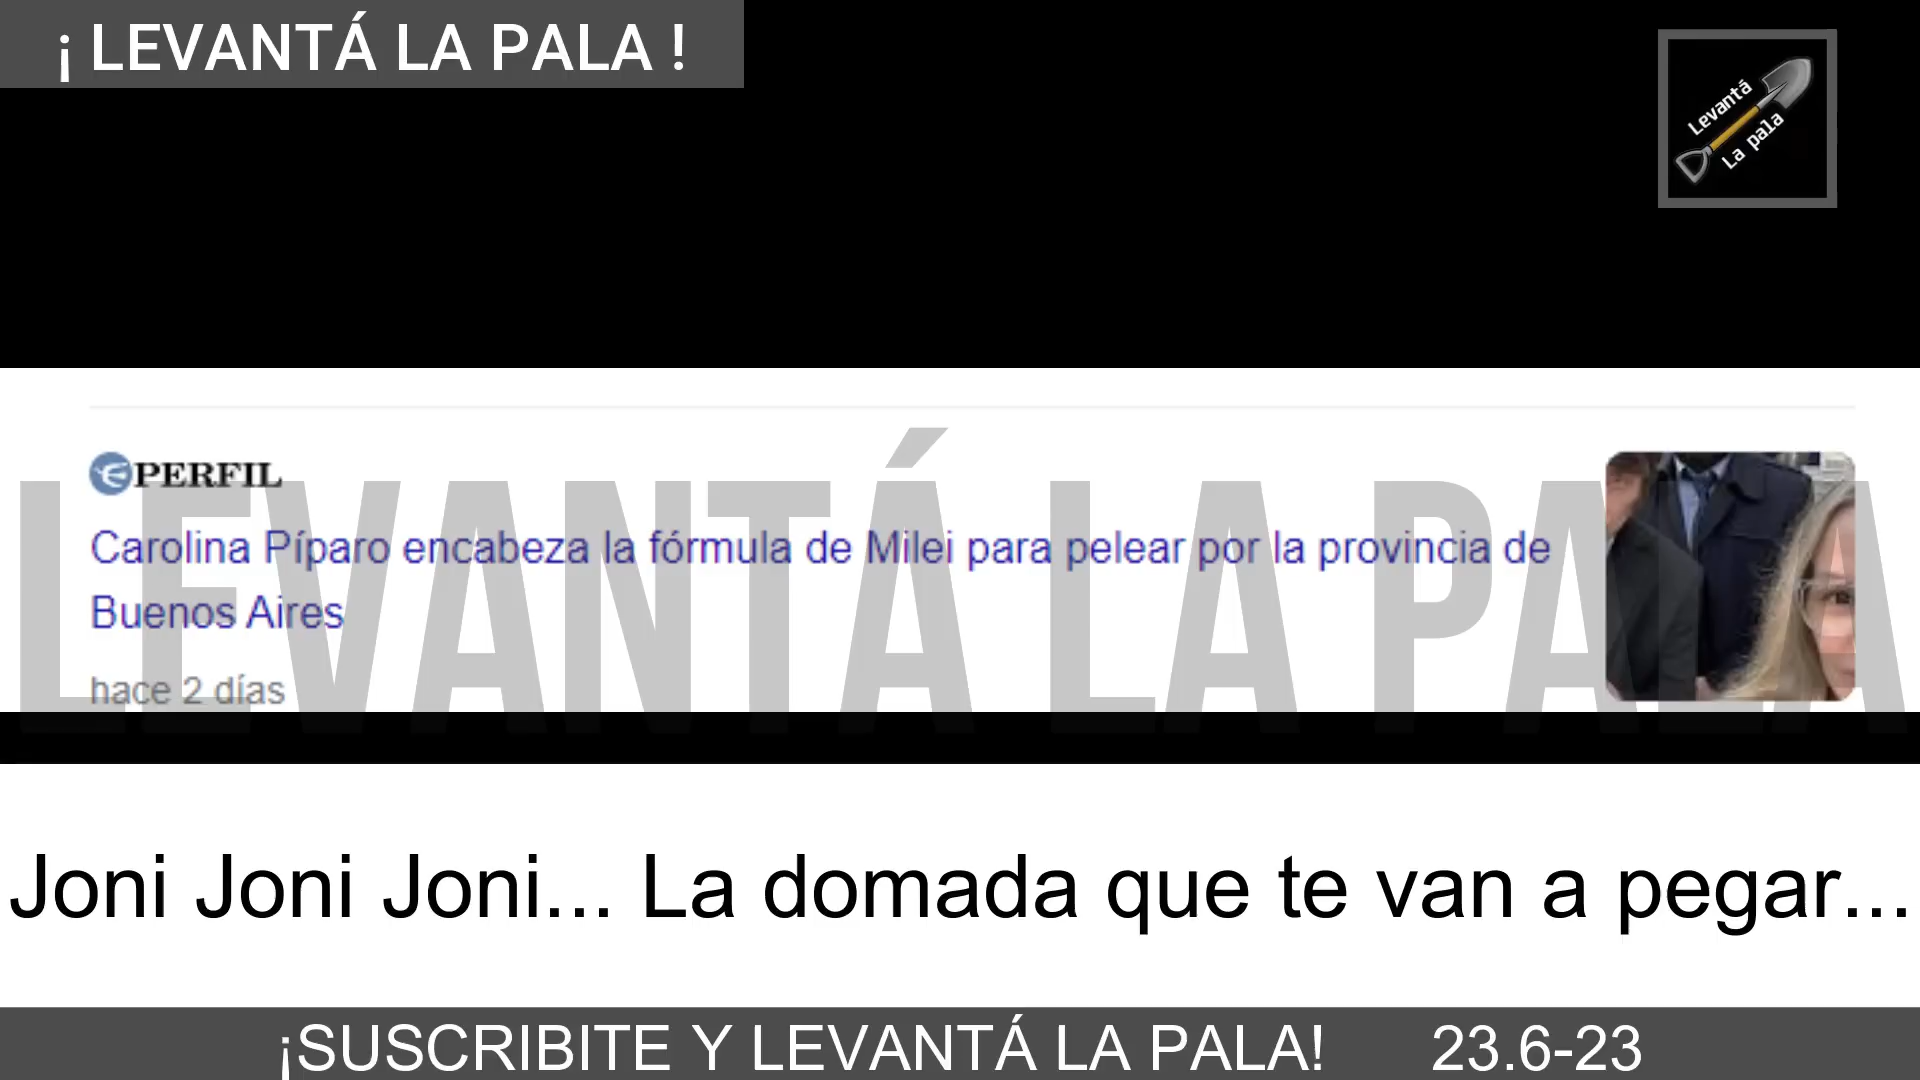 ¡ LEVANTÁ LA PALA !
Levantá
La pala
PERFIL
Carolina Píparo encabeza la fórmula de Milei para pelear por la provincia de
Buenos Aires
hace 2 días
LEVANTÁ LA PALA
Joni Joni Joni... La domada que te van a pegar...
¡SUSCRIBITE Y LEVANTÁ LA PALA! 23.6-23